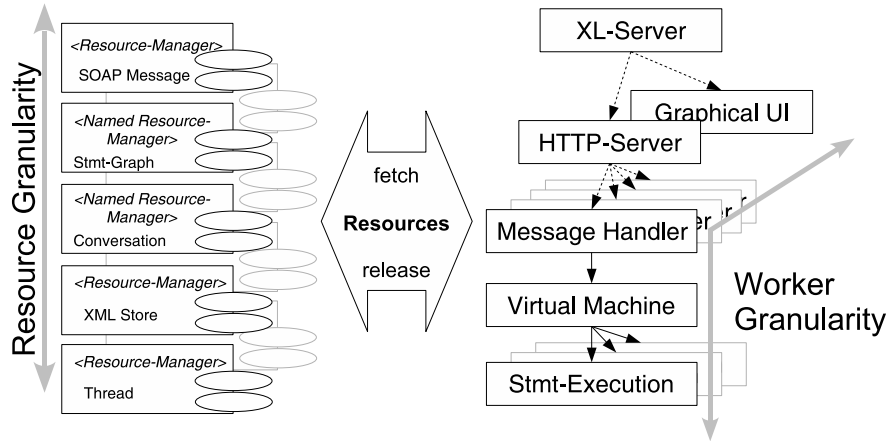 Resource Granularity
<Resource-Manager>
SOAP Message
<Named Resource-
Manager>
Stmt-Graph
<Named Resource-
Manager>
Conversation
<Resource-Manager>
XML Store
<Resource-Manager>
Thread
fetch
Resources
release
XL-Server
Graphical UI
HTTP-Server
Message Handler
Virtual Machine
Stmt-Execution
Worker
Granularity